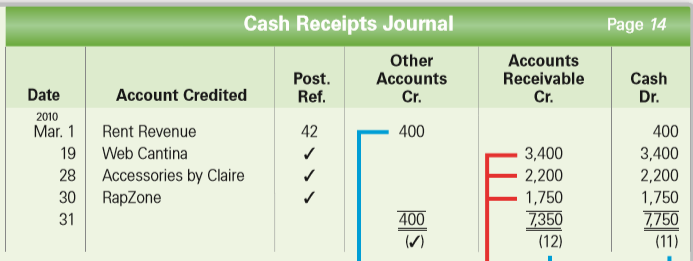 Cash Receipts Journal Page 14
Other Accounts
Post. Accounts Receivable Cash
Date Account Credited Ref. Cr. Cr. Dr.
2010
Mar. 1 Rent Revenue 42 400 400
19 Web Cantina ✓ 3,400 3,400
28 Accessories by Claire ✓ 2,200 2,200
30 RapZone ✓ 1,750 1,750
31 400 7,350 7,750
(✓) (12) (11)